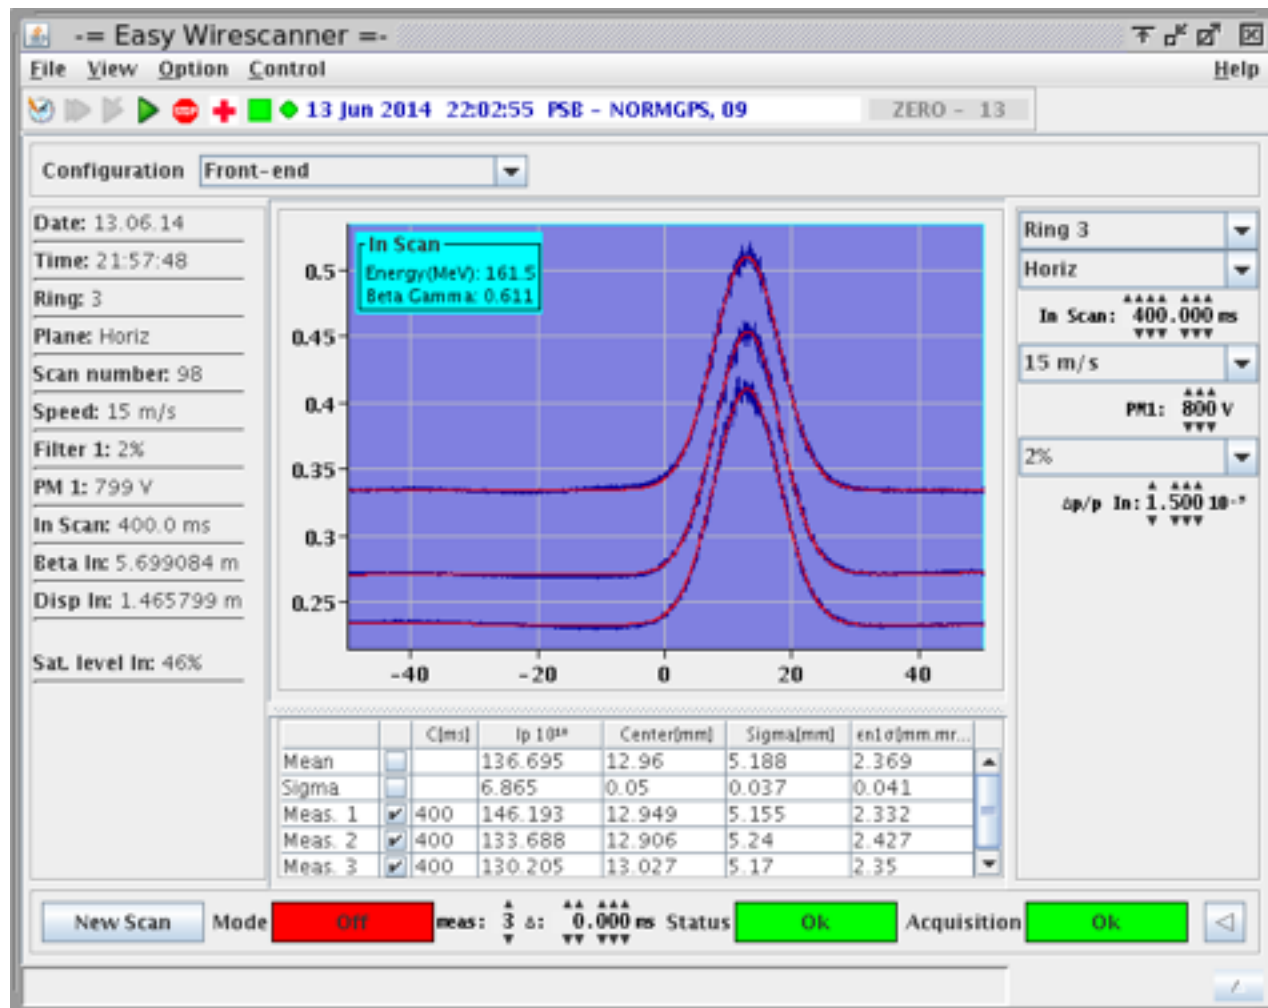 -= Easy Wirescanner =-
File View Option Control Help
13 Jun 2014 22:02:55 PSB - NORMGPS, 09 ZERO - 13
Configuration Front-end
Date: 13.06.14
Time: 21:57:48
Ring: 3
Plane: Horiz
Scan number: 98
Speed: 15 m/s
Filter 1: 2%
PM 1: 799 V
In Scan: 400.0 ms
Beta In: 5.699084 m
Disp In: 1.465799 m
Sat. level In: 46%
In Scan
Energy(MeV): 161.5
Beta Gamma: 0.611
0.5
0.45
0.4
0.35
0.3
0.25
-40 -20 0 20 40
Ring 3
Horiz
In Scan: 400.000 ms
15 m/s
PM1: 800 V
2%
Δp/p In: 1.500
C[ms] Ip Center[mm] Sigma[mm] en1σ[mm.mr...
Mean 136.695 12.96 5.188 2.369
Sigma 6.865 0.05 0.037 0.041
Meas. 1 400 146.193 12.949 5.155 2.332
Meas. 2 400 133.688 12.906 5.24 2.427
Meas. 3 400 130.205 13.027 5.17 2.35
New Scan Mode Off meas: 3 Δ: 0.000 ms Status Ok Acquisition Ok